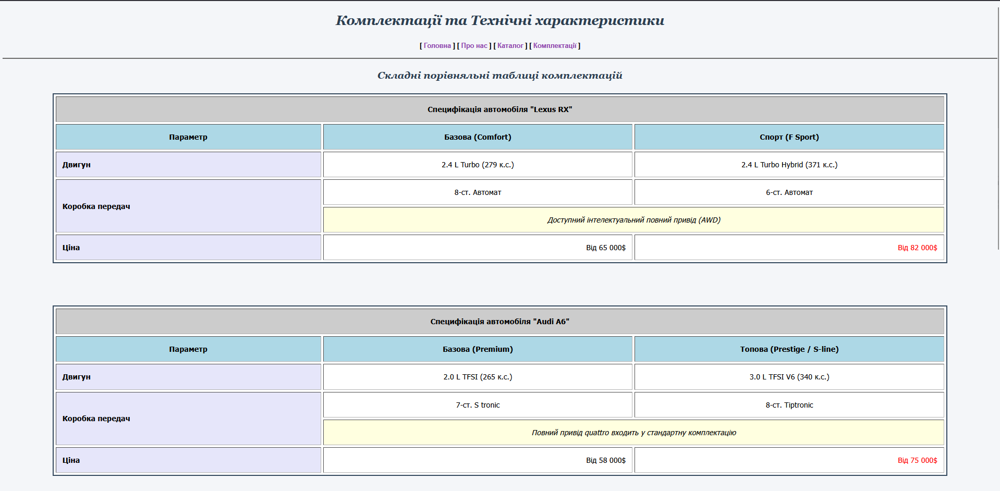 Комплектації та Технічні характеристики
[ Головна ] [ Про нас ] [ Каталог ] [ Комплектації ]
Складні порівняльні таблиці комплектацій
Специфікація автомобіля "Lexus RX"
Параметр Базова (Comfort) Спорт (F Sport)
Двигун 2.4 L Turbo (279 к.с.) 2.4 L Turbo Hybrid (371 к.с.)
Коробка передач 8-ст. Автомат 6-ст. Автомат
Доступний інтелектуальний повний привід (AWD)
Ціна Від 65 000$ Від 82 000$
Специфікація автомобіля "Audi A6"
Параметр Базова (Premium) Топова (Prestige / S-line)
Двигун 2.0 L TFSI (265 к.с.) 3.0 L TFSI V6 (340 к.с.)
Коробка передач 7-ст. S tronic 8-ст. Tiptronic
Повний привід quattro входить у стандартну комплектацію
Ціна Від 58 000$ Від 75 000$